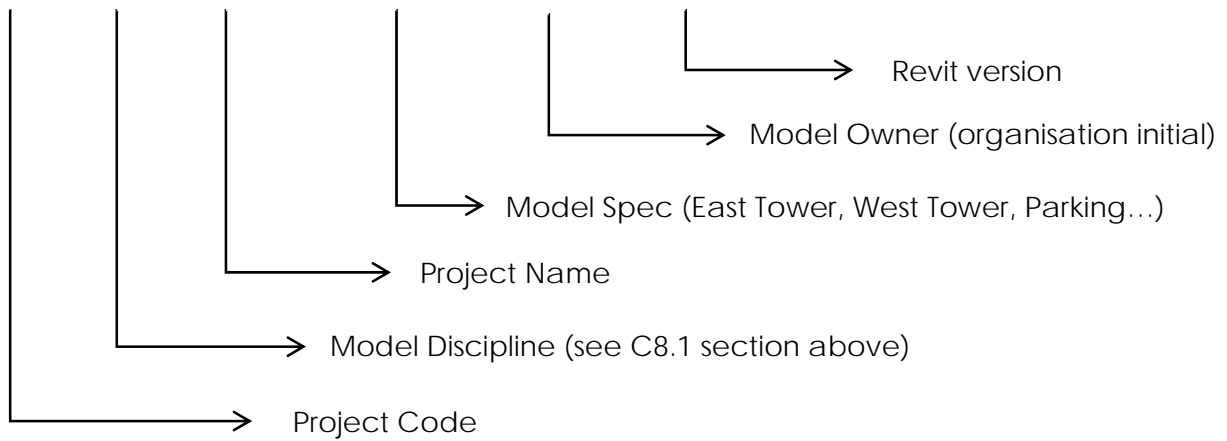 Revit version
Model Owner (organisation initial)
Model Spec (East Tower, West Tower, Parking…)
Project Name
Model Discipline (see C8.1 section above)
Project Code